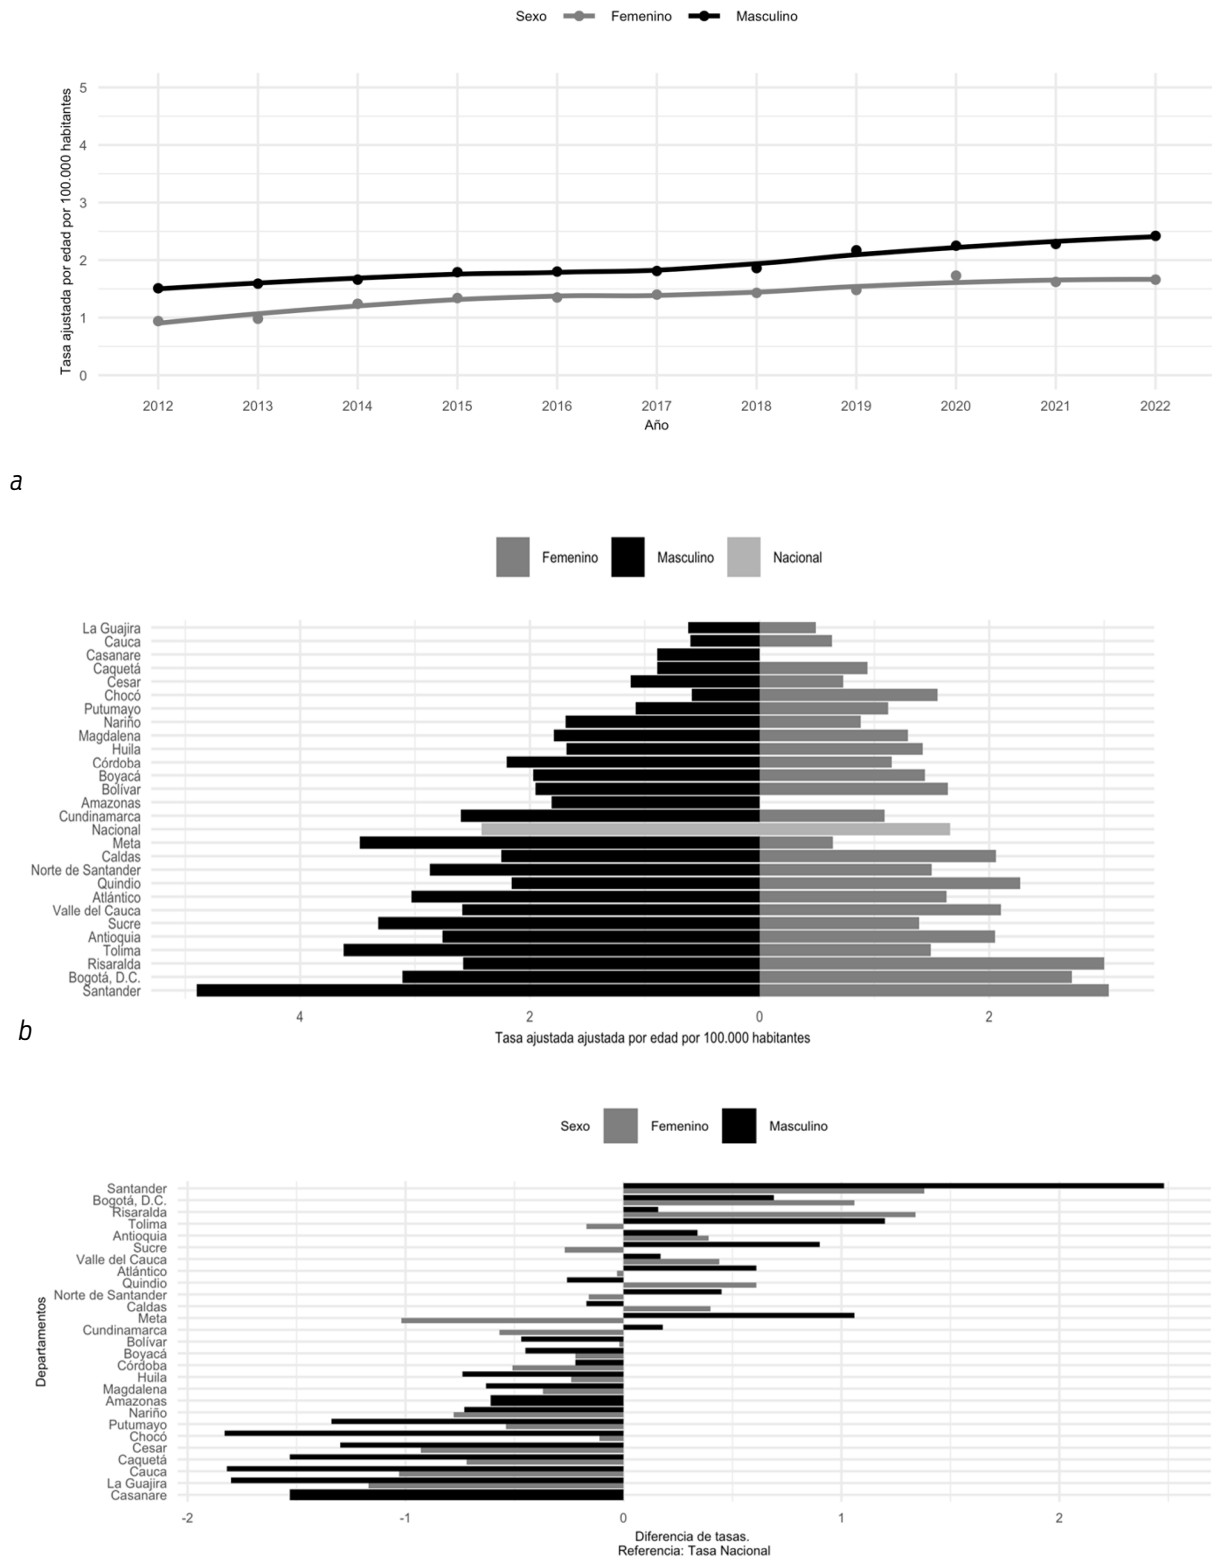 Sexo Femenino Masculino
Tasa ajustada por edad por 100.000 habitantes
5
4
3
2
1
0
2012 2013 2014 2015 2016 2017 2018 2019 2020 2021 2022
Año
a
Femenino Masculino Nacional
La Guajira
Cauca
Casanare
Caquetá
Cesar
Chocó
Putumayo
Nariño
Magdalena
Huila
Córdoba
Boyacá
Bolívar
Amazonas
Cundinamarca
Nacional
Meta
Caldas
Norte de Santander
Quindio
Atlántico
Valle del Cauca
Sucre
Antioquia
Tolima
Risaralda
Bogotá, D.C.
Santander
4 2 0 2
Tasa ajustada ajustada por edad por 100.000 habitantes
b
Sexo Femenino Masculino
Departamentos
Santander
Bogotá, D.C.
Risaralda
Tolima
Antioquia
Sucre
Valle del Cauca
Atlántico
Quindio
Norte de Santander
Caldas
Meta
Cundinamarca
Bolívar
Boyacá
Córdoba
Huila
Magdalena
Amazonas
Nariño
Putumayo
Chocó
Cesar
Caquetá
Cauca
La Guajira
Casanare
-2 -1 0 1 2
Diferencia de tasas.
Referencia: Tasa Nacional